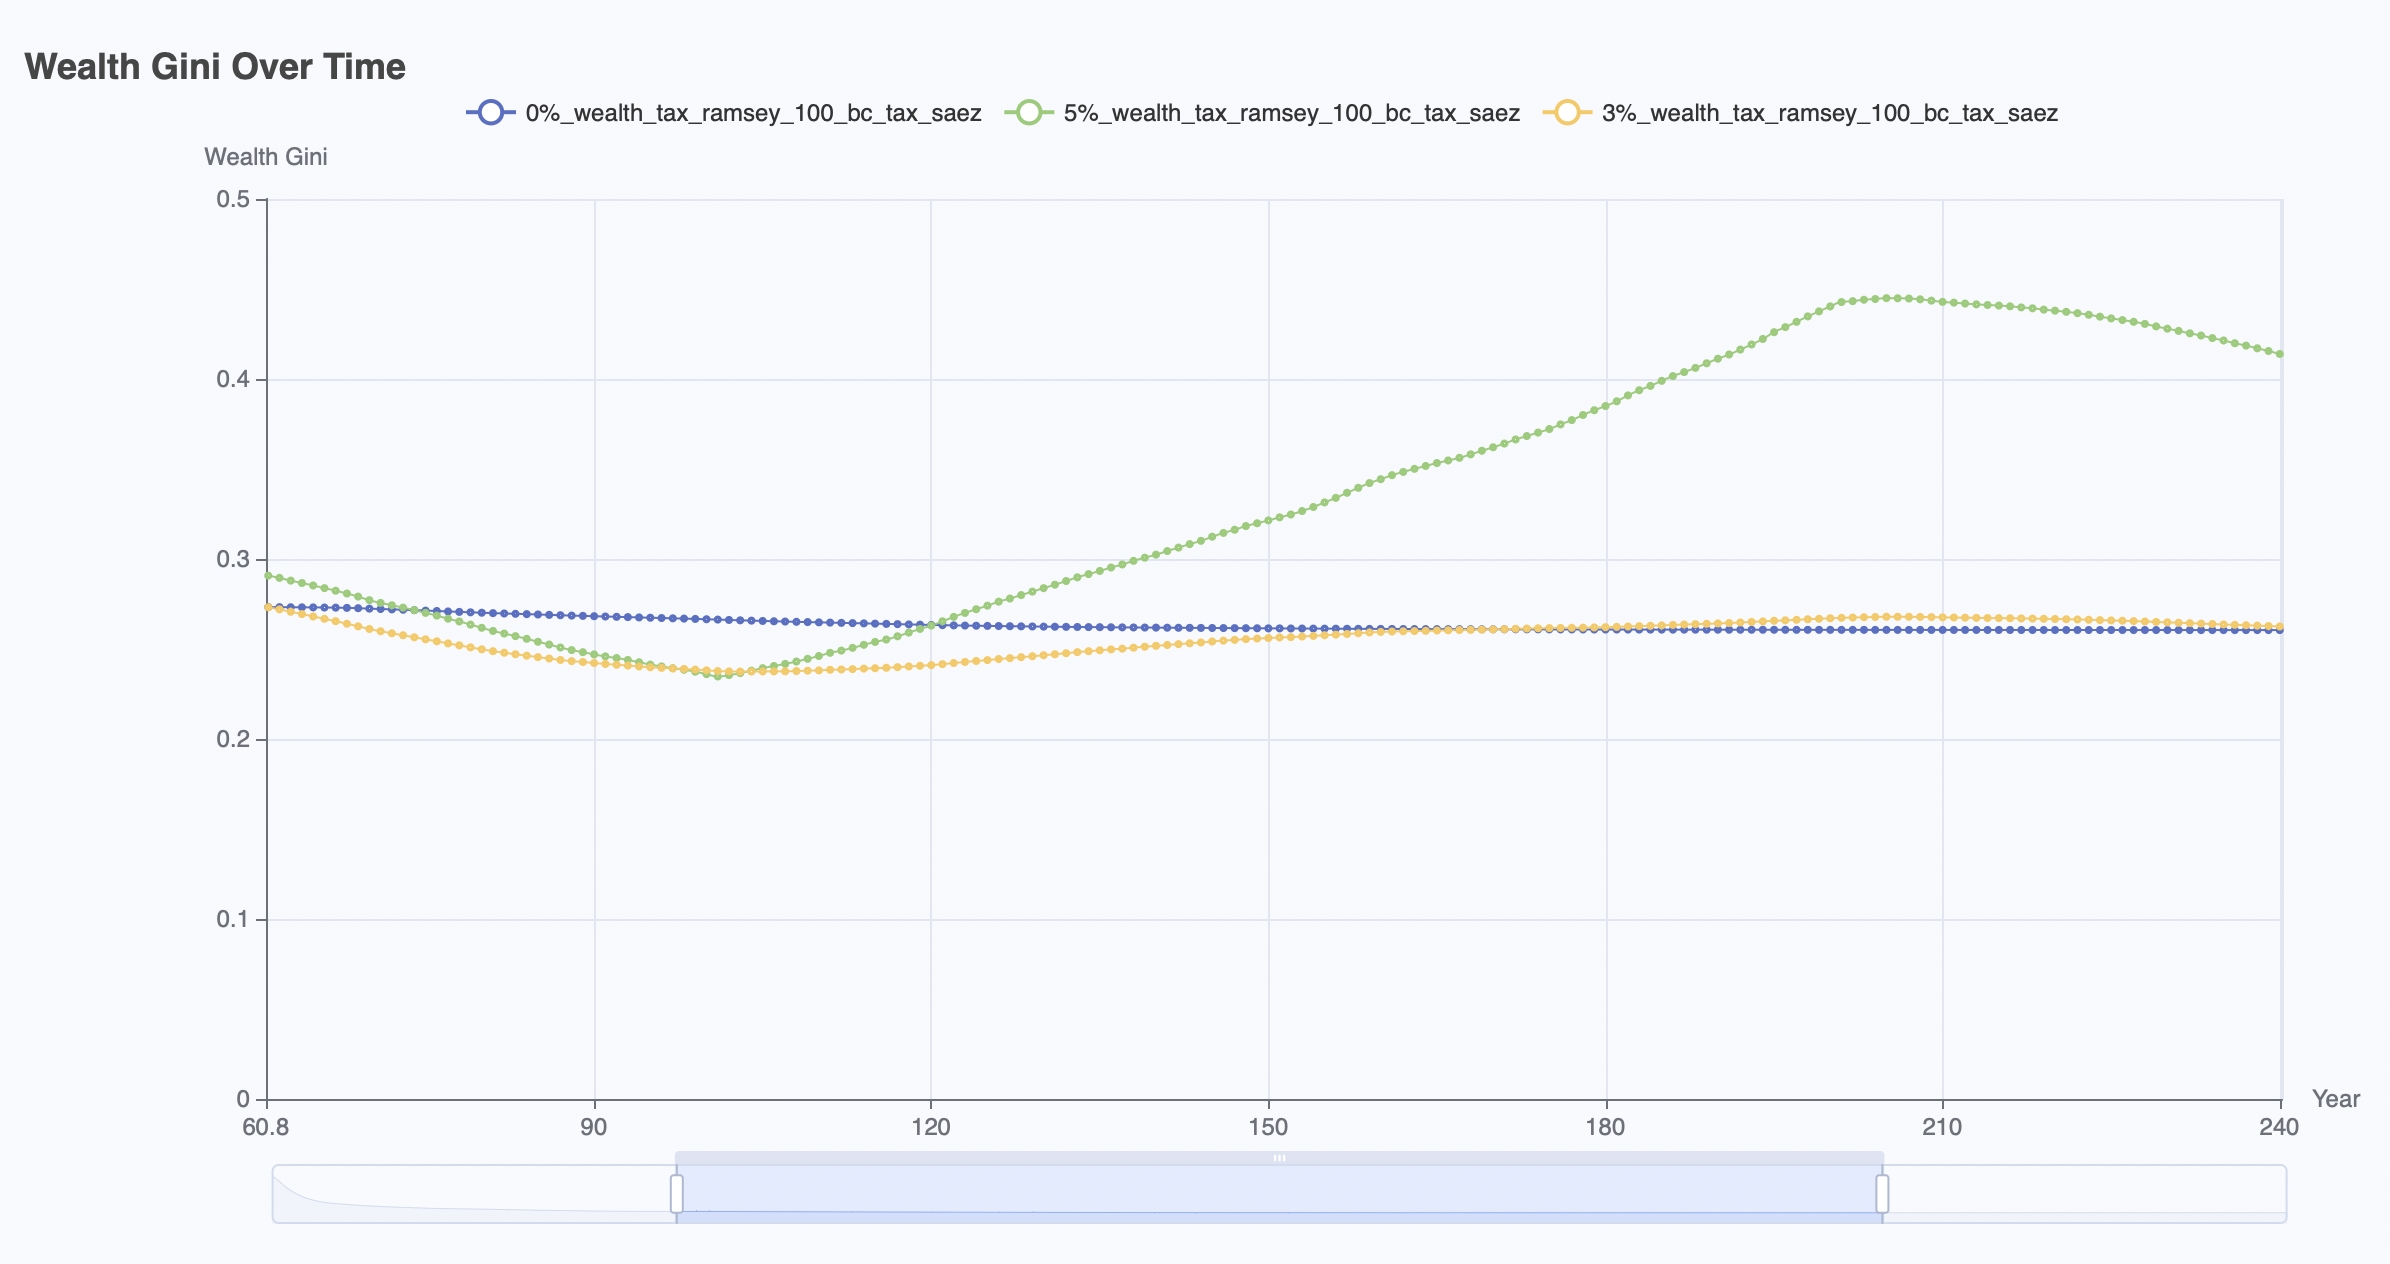 Wealth Gini Over Time
0%_wealth_tax_ramsey_100_bc_tax_saez 5%_wealth_tax_ramsey_100_bc_tax_saez 3%_wealth_tax_ramsey_100_bc_tax_saez
Wealth Gini
0.5
0.4
0.3
0.2
0.1
0
Year
60.8 90 120 150 180 210 240